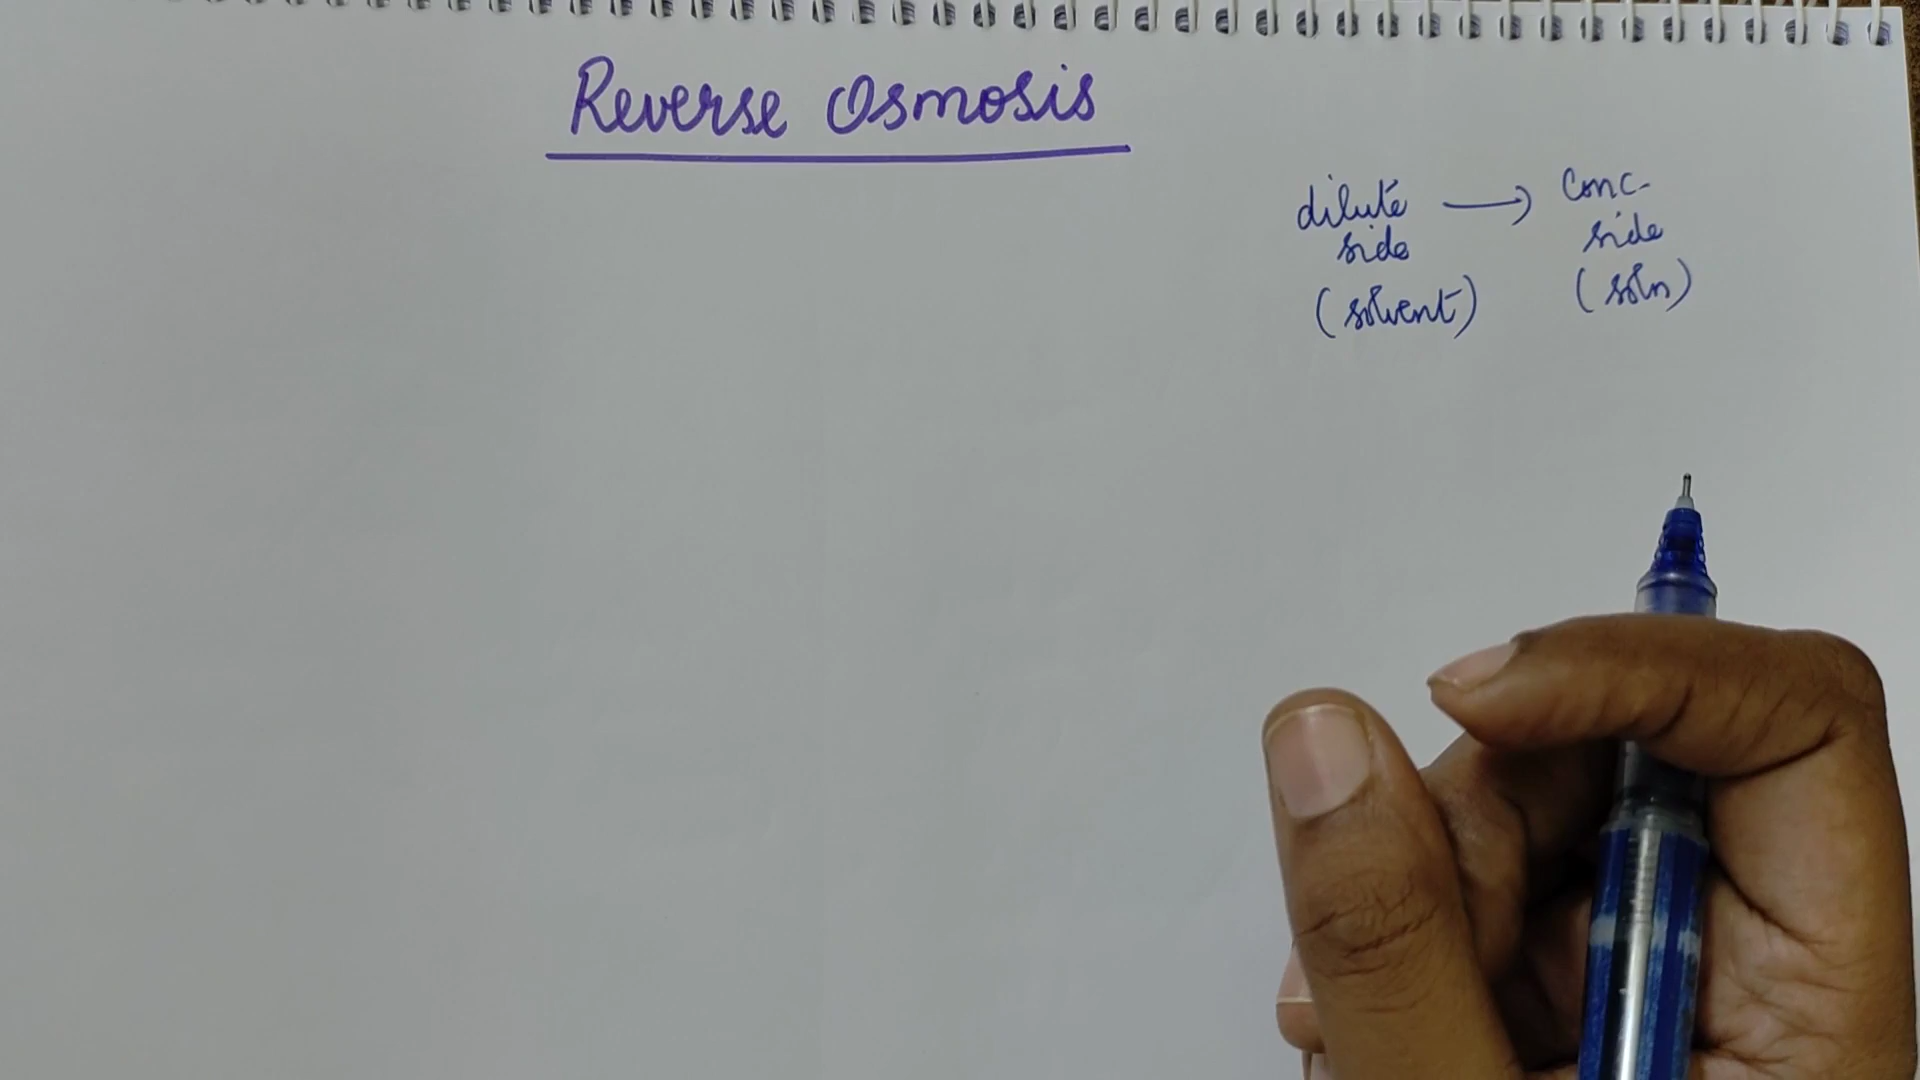 Reverse Osmosis
dilute → Conc.
side side
(solvent) (soln)